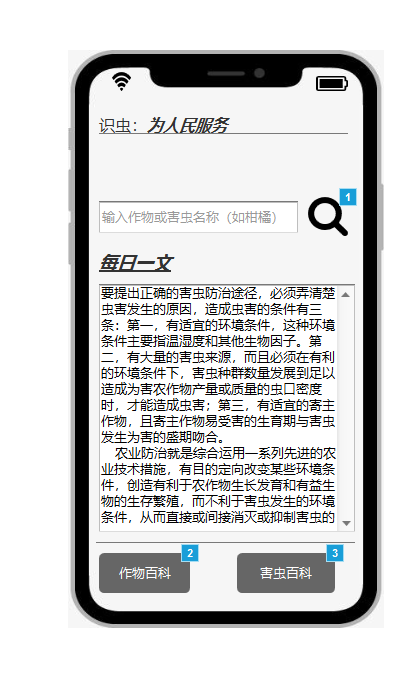 识虫：为人民服务
1
输入作物或害虫名称（如柑橘）
每日一文
要提出正确的害虫防治途径，必须弄清楚
虫害发生的原因，造成虫害的条件有三
条：第一，有适宜的环境条件，这种环境
条件主要指温湿度和其他生物因子。第
二，有大量的害虫来源，而且必须在有利
的环境条件下，害虫种群数量发展到足以
造成为害农作物产量或质量的虫口密度
时，才能造成虫害；第三，有适宜的寄主
作物，且寄主作物易受害的生育期与害虫
发生为害的盛期吻合。
农业防治就是综合运用一系列先进的农
业技术措施，有目的定向改变某些环境条
件，创造有利于农作物生长发育和有益生
物的生存繁殖，而不利于害虫发生的环境
条件，从而直接或间接消灭或抑制害虫的
2
3
作物百科
害虫百科